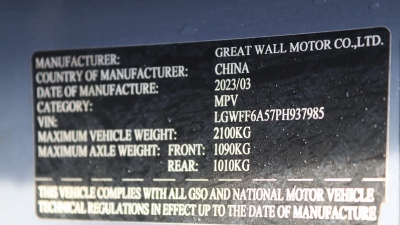 MANUFACTURER: GREAT WALL MOTOR CO.,LTD.
COUNTRY OF MANUFACTURER: CHINA
DATE OF MANUFACTURE: 2023/03
CATEGORY: MPV
VIN: LGWFF6A57PH937985
MAXIMUM VEHICLE WEIGHT: 2100KG
MAXIMUM AXLE WEIGHT: FRONT: 1090KG
REAR: 1010KG
THIS VEHICLE COMPLIES WITH ALL GSO AND NATIONAL MOTOR VEHICLE
TECHNICAL REGULATIONS IN EFFECT UP TO THE DATE OF MANUFACTURE